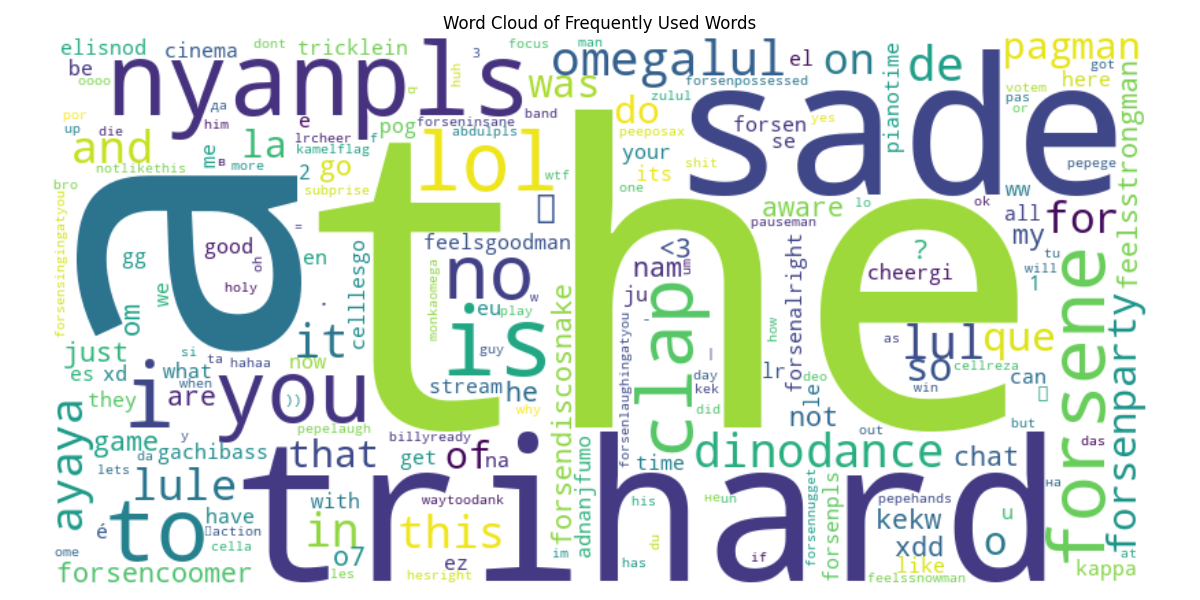 Word Cloud of Frequently Used Words
elisnod
cinema
dont
tricklein
3
focus
man
omegalul
el
on
de
pagman
be
oooo
nyanpls
huh
was
forsenpossessed
sade
got
here
por
да
b
zulul
do
pianotime
votem
pas
or
up
die
him
e
lrcheer
f
pog
forseninsane
band
abdulpls
peeposax
forsen
yes
se
and
me
la
kamelflag
notlikethis
в
more
2
go
lol
wtf
your
its
shit
pepege
feelsstrongman
bro
subprise
one
ww
ok
a
the
=
aware
lo
pauseman
all
for
my
forsensingingatyou
gg
good
oh
holy
en
celllesgo
feelsgoodman
no
<3
nam
um
?
cheergi
tu
will
1
we
om
.
monkaomega
w
eu
play
ju
clap
-
how
forsenalright
forsene
it
is
as
lul
que
just
si
ta
hahaa
now
guy
forsendiscosnake
forsenlaughingatyou
|
so
cellreza
es
xd
what
when
stream
he
day
kek
lr
deo
win
can
they
i
are
you
))
why
did
nle
not
forsenparty
ayaya
game
y
pepelaugh
billyready
out
but
da
gachibass
that
get
of
na
time
dinodance
chat
das
lets
lule
trihard
adnanjfumo
to
with
waytoodank
his
не
un
forsennugget
pepehands
на
é
have
action
in
this
kekw
u
cella
o7
ez
du
forsenpls
xdd
o
ome
im
if
like
at
forsencoomer
les
hesright
has
feelssnowman
kappa